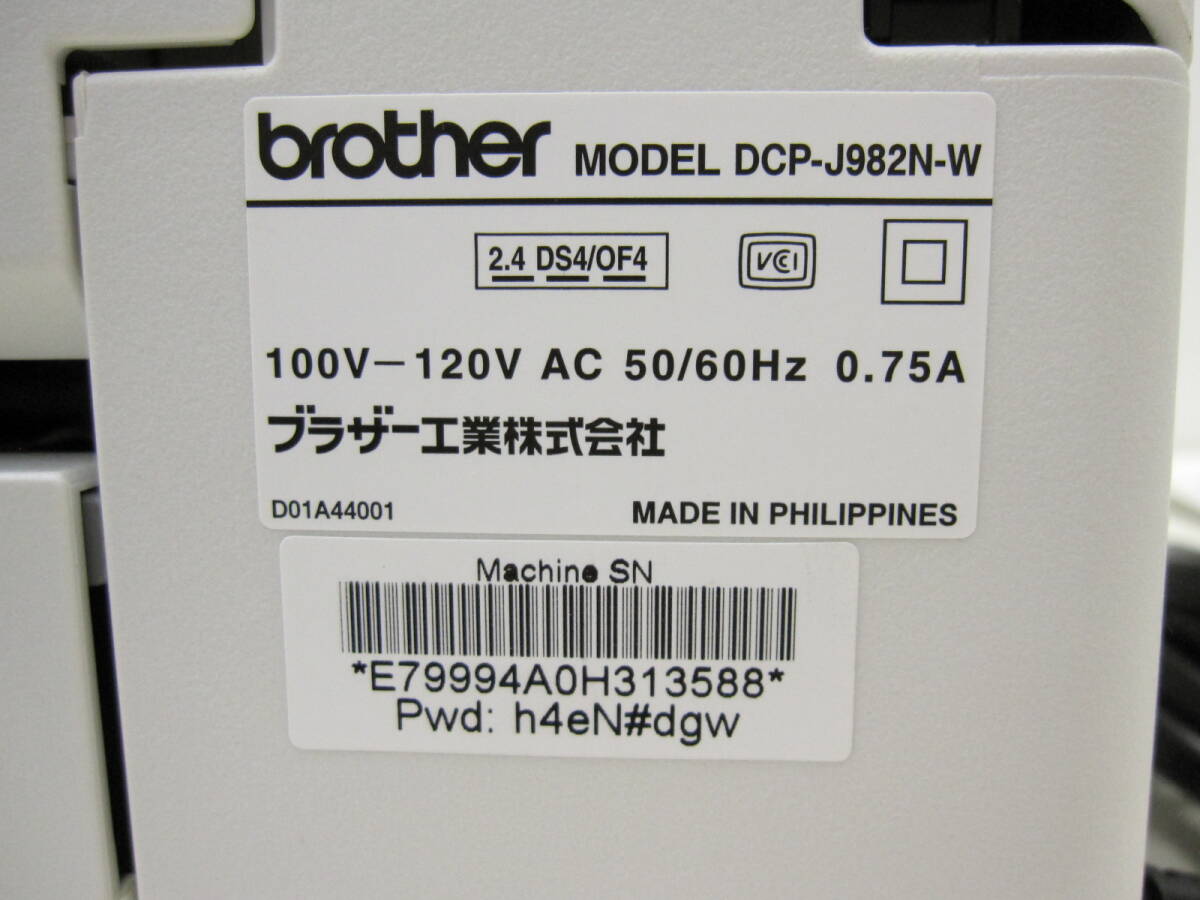 brother MODEL DCP-J982N-W
2.4 DS4/OF4 VCCI
100V－120V AC 50/60Hz 0.75A
ブラザー工業株式会社
D01A44001 MADE IN PHILIPPINES
Machine SN
*E79994A0H313588*
Pwd: h4eN#dgw